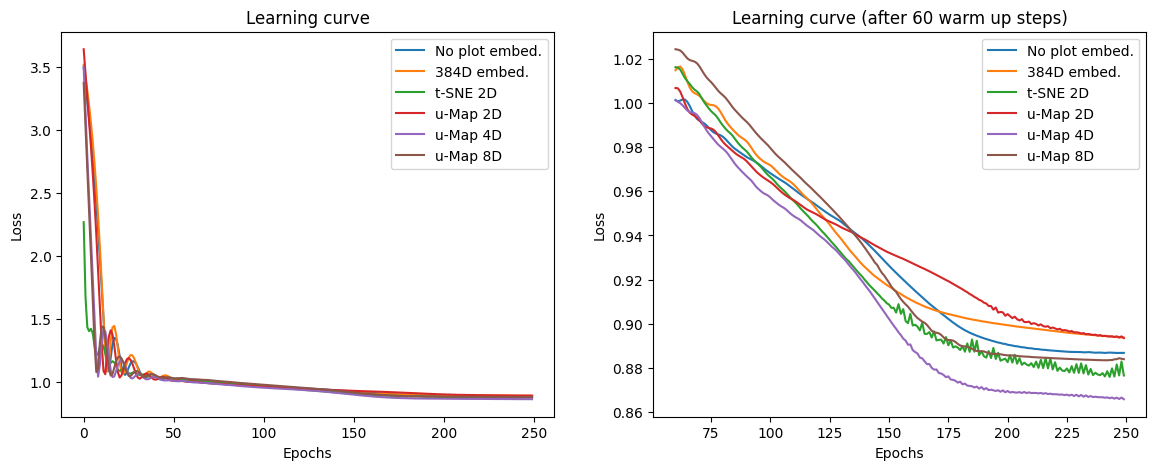 Learning curve
Loss
3.5
3.0
2.5
2.0
1.5
1.0
0
50
100
150
200
250
Epochs
No plot embed.
384D embed.
t-SNE 2D
u-Map 2D
u-Map 4D
u-Map 8D
Learning curve (after 60 warm up steps)
Loss
1.02
1.00
0.98
0.96
0.94
0.92
0.90
0.88
0.86
75
100
125
150
175
200
225
250
Epochs
No plot embed.
384D embed.
t-SNE 2D
u-Map 2D
u-Map 4D
u-Map 8D